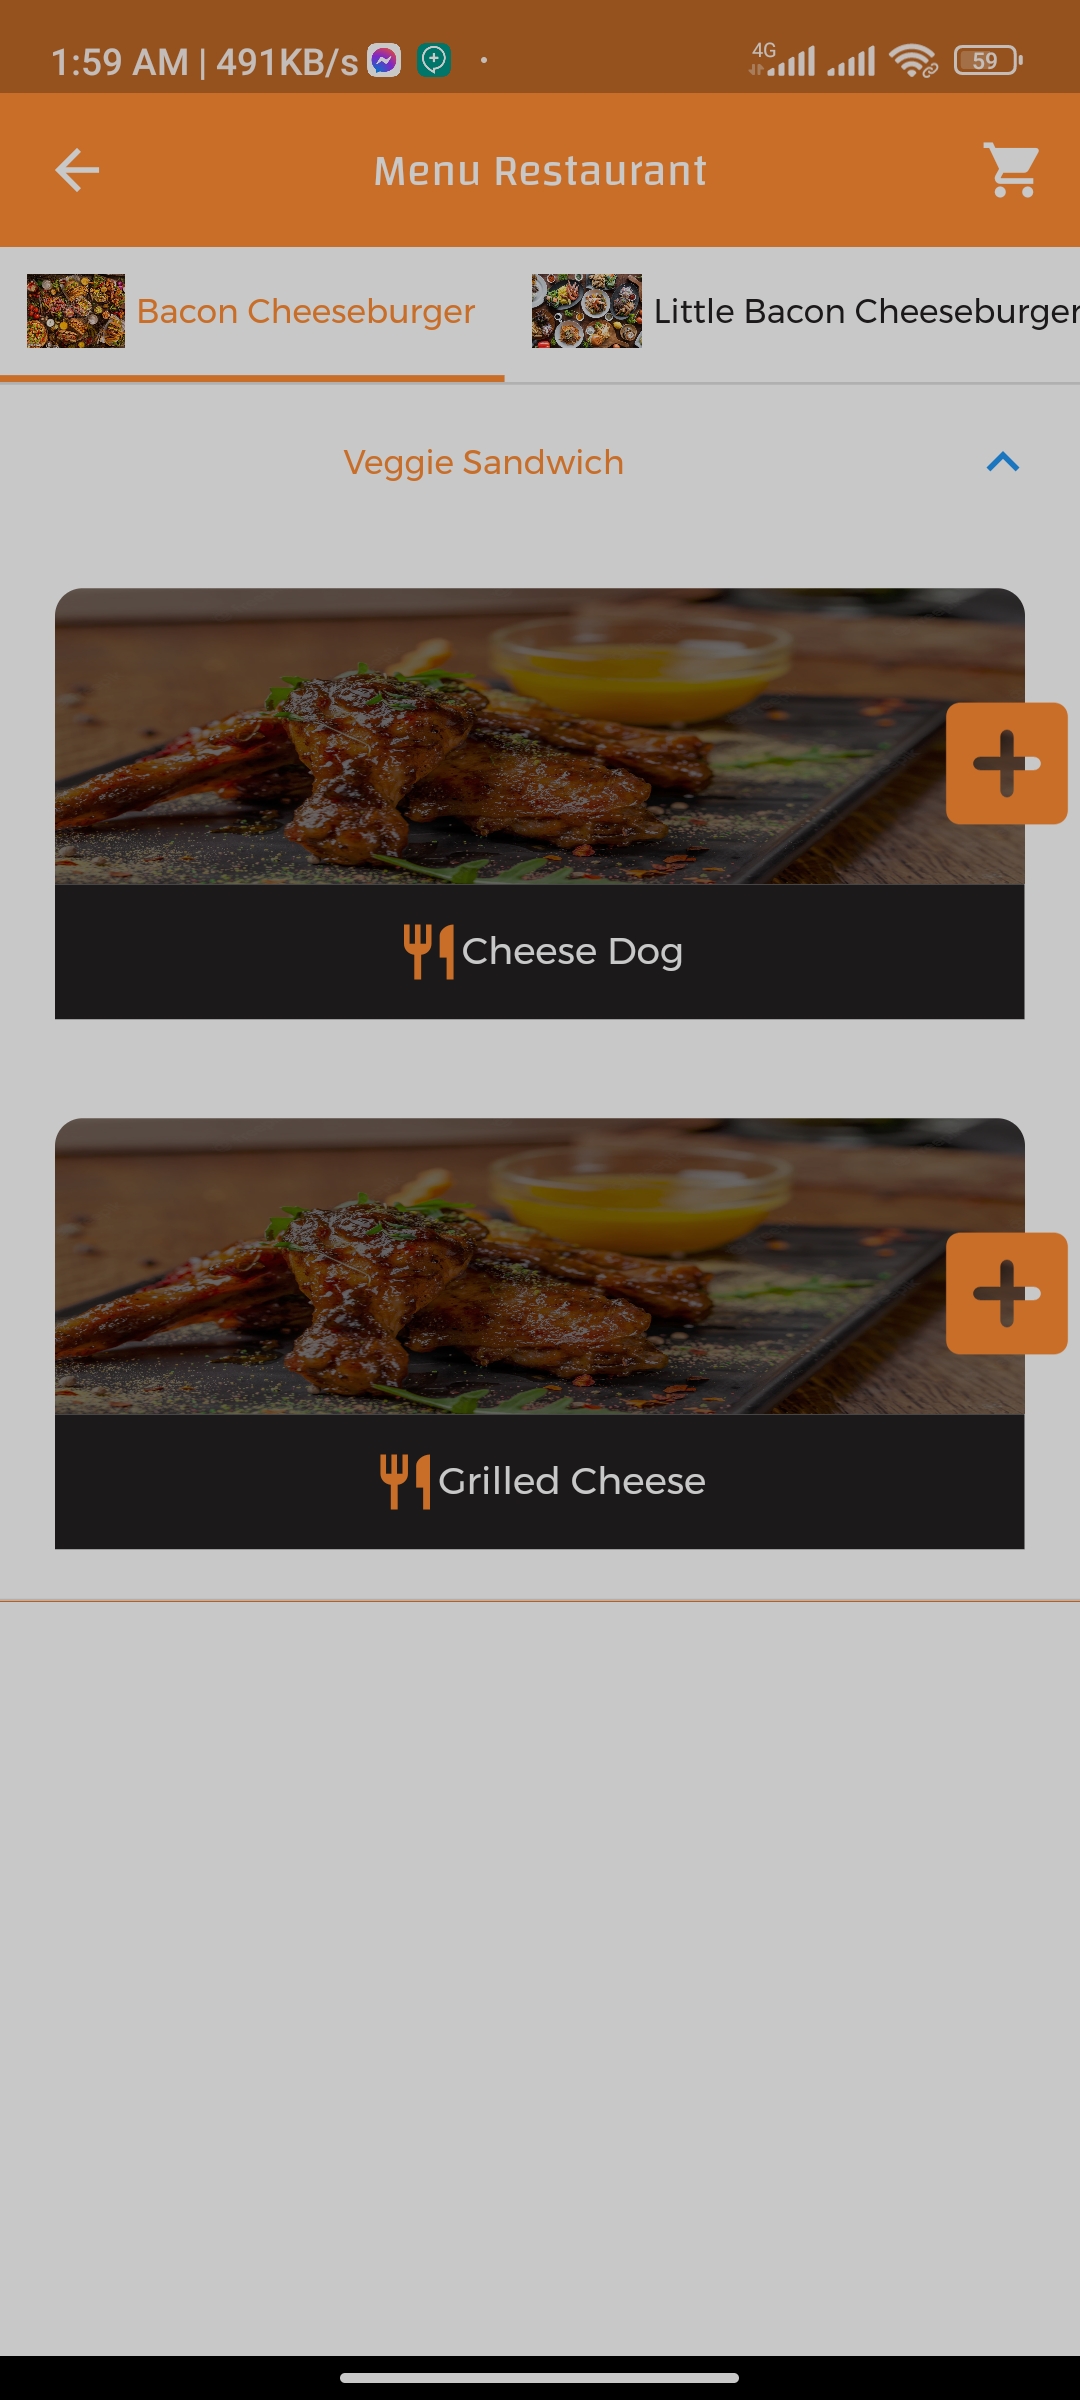 1:59 AM | 491KB/s
4G
59
Menu Restaurant
Bacon Cheeseburger
Little Bacon Cheeseburger
Veggie Sandwich
Cheese Dog
Grilled Cheese